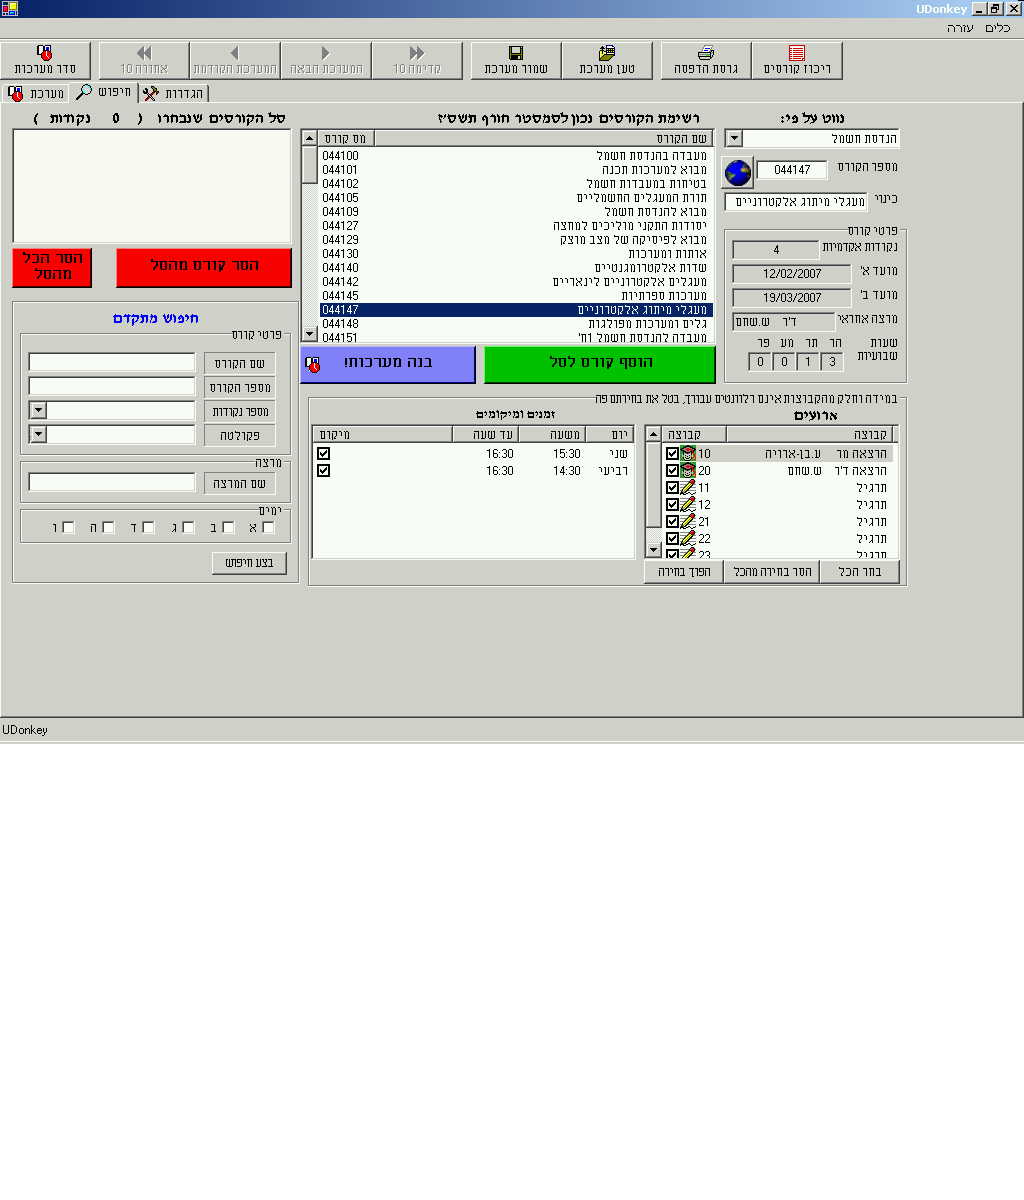 UDonkey
כלים עזרה
ריכוז קורסים
גרסת הדפסה
טען מערכת
שמור מערכת
קדימה 10
המערכת הבאה
המערכת הקודמת
אחורה 10
סדר מערכות
מערכת
חיפוש
הגדרות
נווט על פי:
הנדסת חשמל
מספר הקורס 044147
כינוי מעגלי מיתוג אלקטרוניים
פרטי קורס
נקודות אקדמיות 4
מועד א' 12/02/2007
מועד ב' 19/03/2007
מרצה אחראי ד'ר ש.שחם
שעות שבועיות
הר תר מע פר
3 1 0 0
רשימת הקורסים נכון לסמסטר חורף תשס'ז
שם הקורס מס קורס
מעבדה בהנדסת חשמל 044100
מבוא למערכות תכנה 044101
בטיחות במעבדות חשמל 044102
תורת המעגלים החשמליים 044105
מבוא להנדסת חשמל 044109
יסודות התקני מוליכים למחצה 044127
מבוא לפיסיקה של מצב מוצק 044129
אותות ומערכות 044130
שדות אלקטרומגנטיים 044140
מעגלים אלקטרוניים לינאריים 044142
מערכות ספרתיות 044145
מעגלי מיתוג אלקטרוניים 044147
גלים ומערכות מפולגות 044148
מעבדה להנדסת חשמל 1ח' 044151
הוסף קורס לסל
בנה מערכות!
סל הקורסים שנבחרו ( 0 נקודות )
הסר קורס מהסל
הסר הכל מהסל
חיפוש מתקדם
פרטי קורס
שם הקורס
מספר הקורס
מספר נקודות
פקולטה
מרצה
שם המרצה
ימים
א ב ג ד ה ו
בצע חיפוש
במידה וחלק מהקבוצות אינם רלוונטים עבורך, בטל את בחירתם פה
ארועים
קבוצה קבוצה
הרצאה מר ע.בן-ארויה 10
הרצאה ד'ר ש.שחם 20
תרגיל 11
תרגיל 12
תרגיל 21
תרגיל 22
תרגיל 23
בחר הכל
הסר בחירה מהכל
הפוך בחירה
זמנים ומיקומים
יום משעה עד שעה מיקום
שני 15:30 16:30
רביעי 14:30 16:30
UDonkey